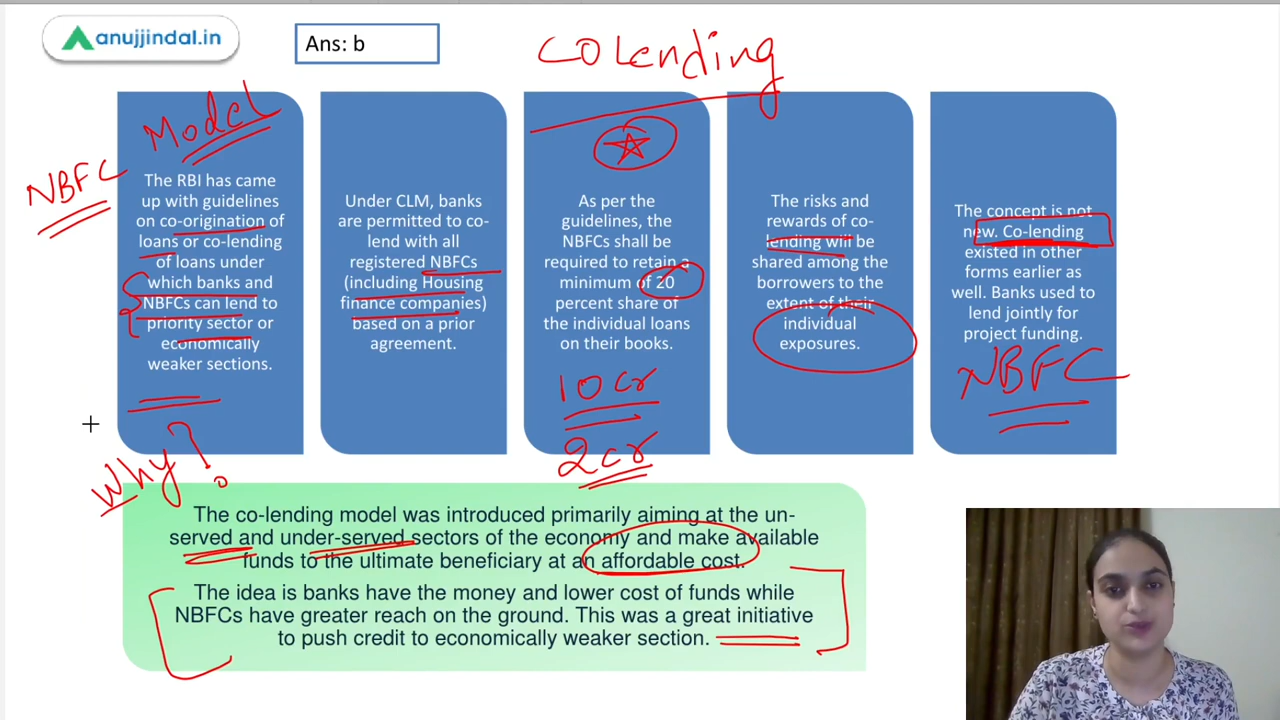 anujjindal.in
Ans: b
Co Lending
Model
NBFC
The RBI has came
up with guidelines
on co-origination of
loans or co-lending
of loans under
which banks and
NBFCs can lend to
priority sector or
economically
weaker sections.
Under CLM, banks
are permitted to co-
lend with all
registered NBFCs
(including Housing
finance companies)
based on a prior
agreement.
As per the
guidelines, the
NBFCs shall be
required to retain a
minimum of 20
percent share of
the individual loans
on their books.
10 cr
2 cr
The risks and
rewards of co-
lending will be
shared among the
borrowers to the
extent of their
individual
exposures.
The concept is not
new. Co-lending
existed in other
forms earlier as
well. Banks used to
lend jointly for
project funding.
NBFC
Why?
The co-lending model was introduced primarily aiming at the un-
served and under-served sectors of the economy and make available
funds to the ultimate beneficiary at an affordable cost.
The idea is banks have the money and lower cost of funds while
NBFCs have greater reach on the ground. This was a great initiative
to push credit to economically weaker section.